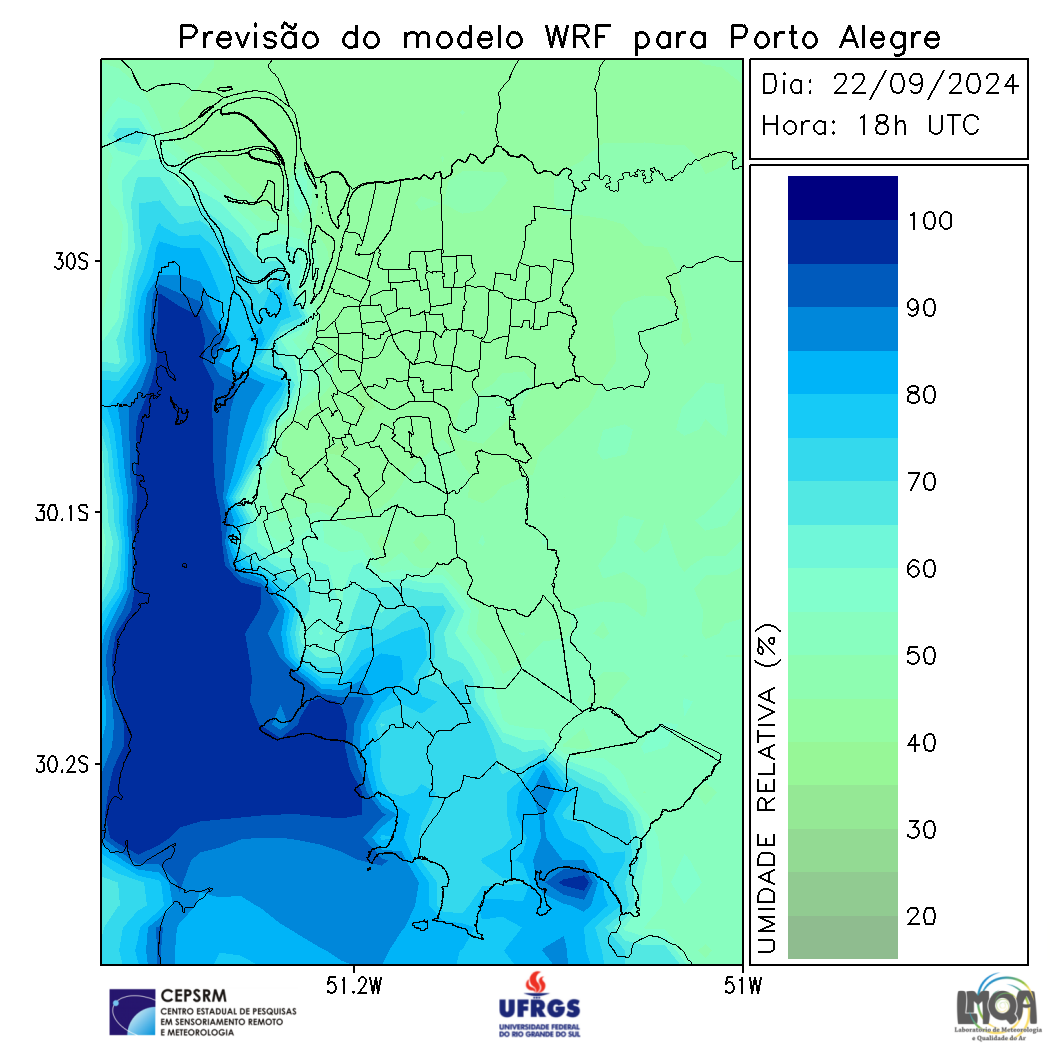 Previsão do modelo WRF para Porto Alegre
Dia: 22/09/2024
Hora: 18h UTC
100
90
80
70
60
50
40
30
20
UMIDADE RELATIVA (%)
30S
30.1S
30.2S
51.2W
51W
CEPSRM
CENTRO ESTADUAL DE PESQUISAS
EM SENSORIAMENTO REMOTO
E METEOROLOGIA
UFRGS
UNIVERSIDADE FEDERAL
DO RIO GRANDE DO SUL
LMQA
Laboratório de Meteorologia
e Qualidade do Ar